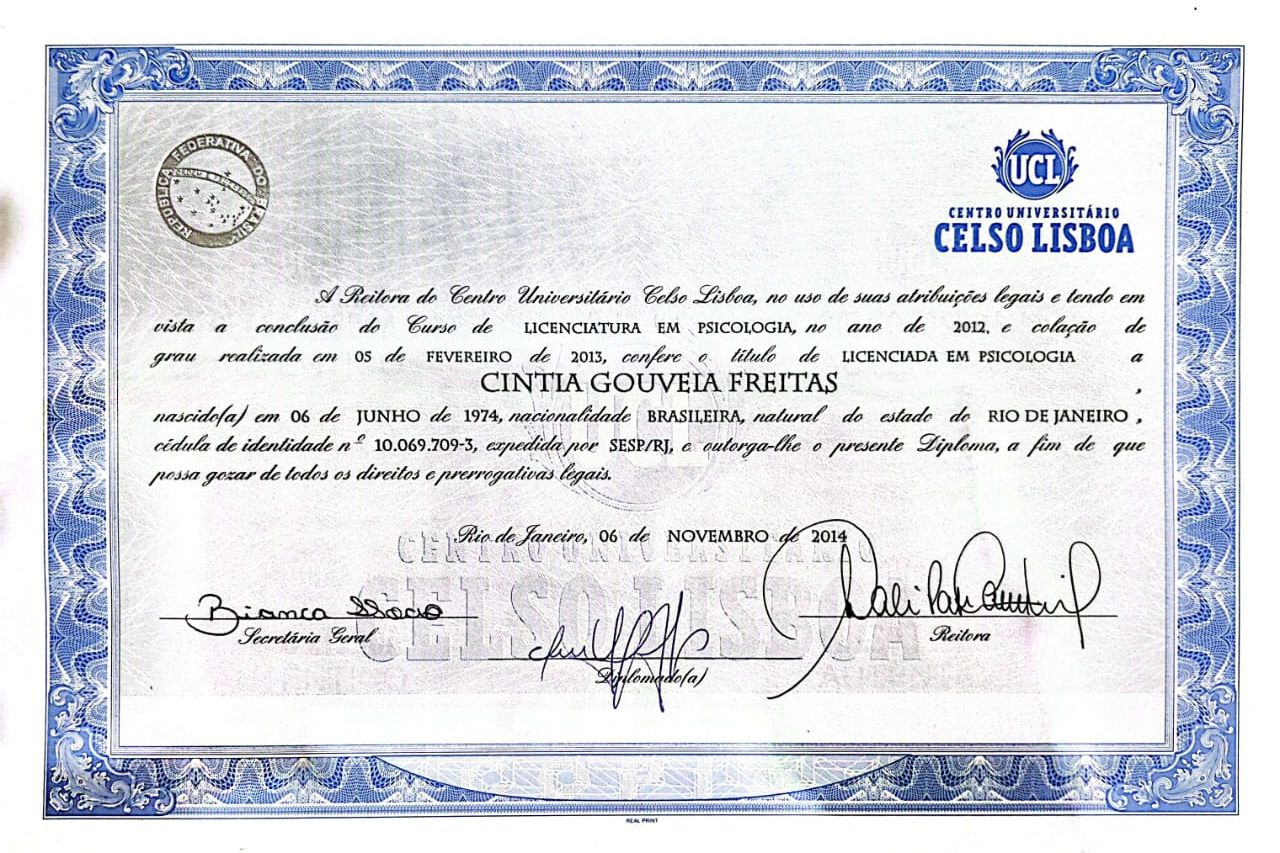 REPÚBLICA FEDERATIVA DO BRASIL
UCL
CENTRO UNIVERSITÁRIO
CELSO LISBOA
A Reitora do Centro Universitário Celso Lisboa, no uso de suas atribuições legais e tendo em
vista a conclusão do Curso de LICENCIATURA EM PSICOLOGIA, no ano de 2012, e colação de
grau realizada em 05 de FEVEREIRO de 2013, confere o título de LICENCIADA EM PSICOLOGIA a
CINTIA GOUVEIA FREITAS ,
nascido(a) em 06 de JUNHO de 1974, nacionalidade BRASILEIRA, natural do estado do RIO DE JANEIRO ,
cédula de identidade nº 10.069.709-3, expedida por SESP/RJ, e outorga-lhe o presente Diploma, a fim de que
possa gozar de todos os direitos e prerrogativas legais.
Rio de Janeiro, 06 de NOVEMBRO de 2014
CENTRO UNIVERSITÁRIO
CELSO LISBOA
Bianca
Secretária Geral
Diplomado(a)
Reitora
REAL PRINT